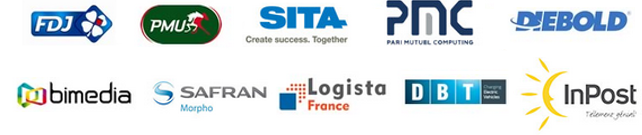 FDJ
PMU
SITA
Create success. Together
PMC
PARI MUTUEL COMPUTING
DIEBOLD
bimedia
SAFRAN
Morpho
Logista
France
DBT
Charging
Electric
Vehicles
InPost